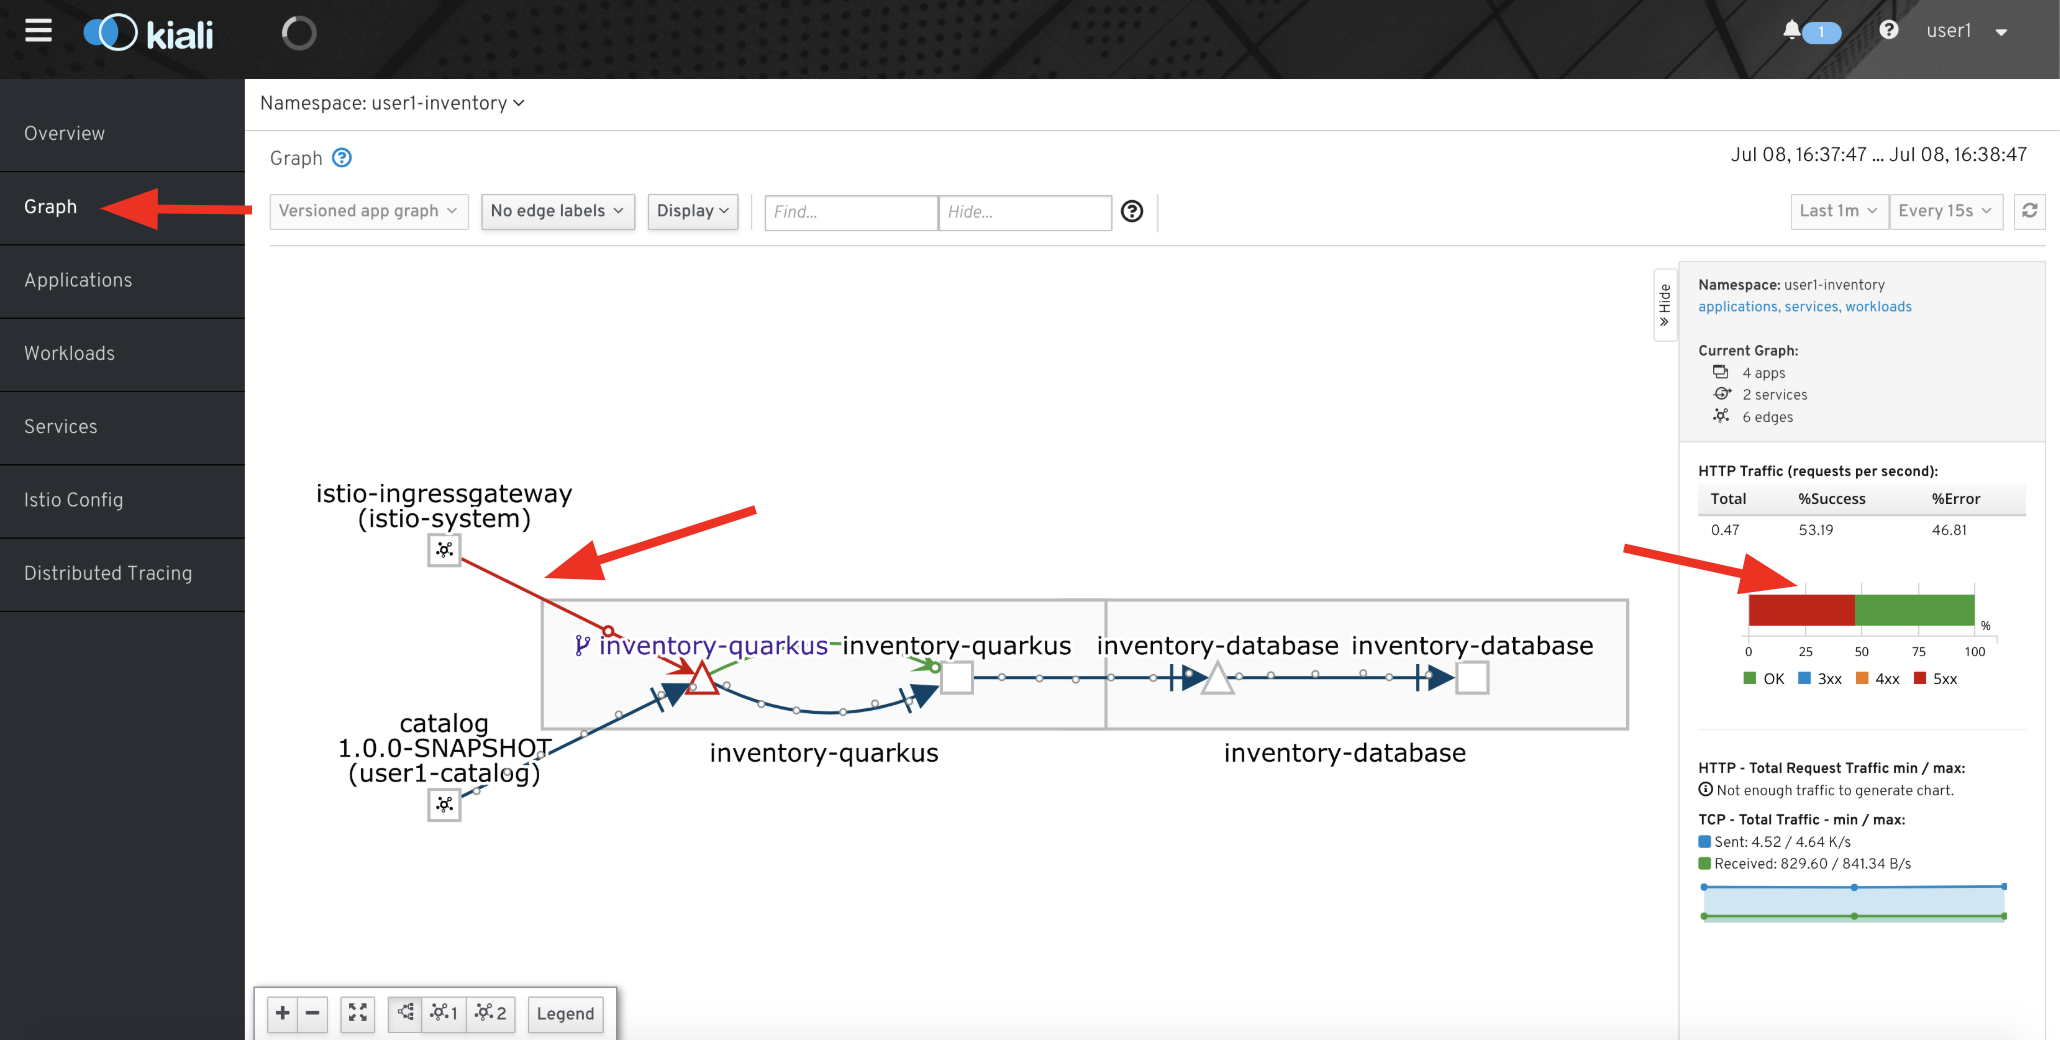 kiali
1
user1
Namespace: user1-inventory
Overview
Graph
Applications
Workloads
Services
Istio Config
Distributed Tracing
Graph
Jul 08, 16:37:47 ... Jul 08, 16:38:47
Versioned app graph
No edge labels
Display
Find...
Hide...
Last 1m
Every 15s
Hide
Namespace: user1-inventory
applications, services, workloads
Current Graph:
4 apps
2 services
6 edges
HTTP Traffic (requests per second):
Total %Success %Error
0.47 53.19 46.81
%
0 25 50 75 100
OK 3xx 4xx 5xx
HTTP - Total Request Traffic min / max:
Not enough traffic to generate chart.
TCP - Total Traffic - min / max:
Sent: 4.52 / 4.64 K/s
Received: 829.60 / 841.34 B/s
istio-ingressgateway
(istio-system)
inventory-quarkus inventory-quarkus inventory-database inventory-database
catalog
1.0.0-SNAPSHOT
(user1-catalog)
inventory-quarkus inventory-database
1 2 Legend